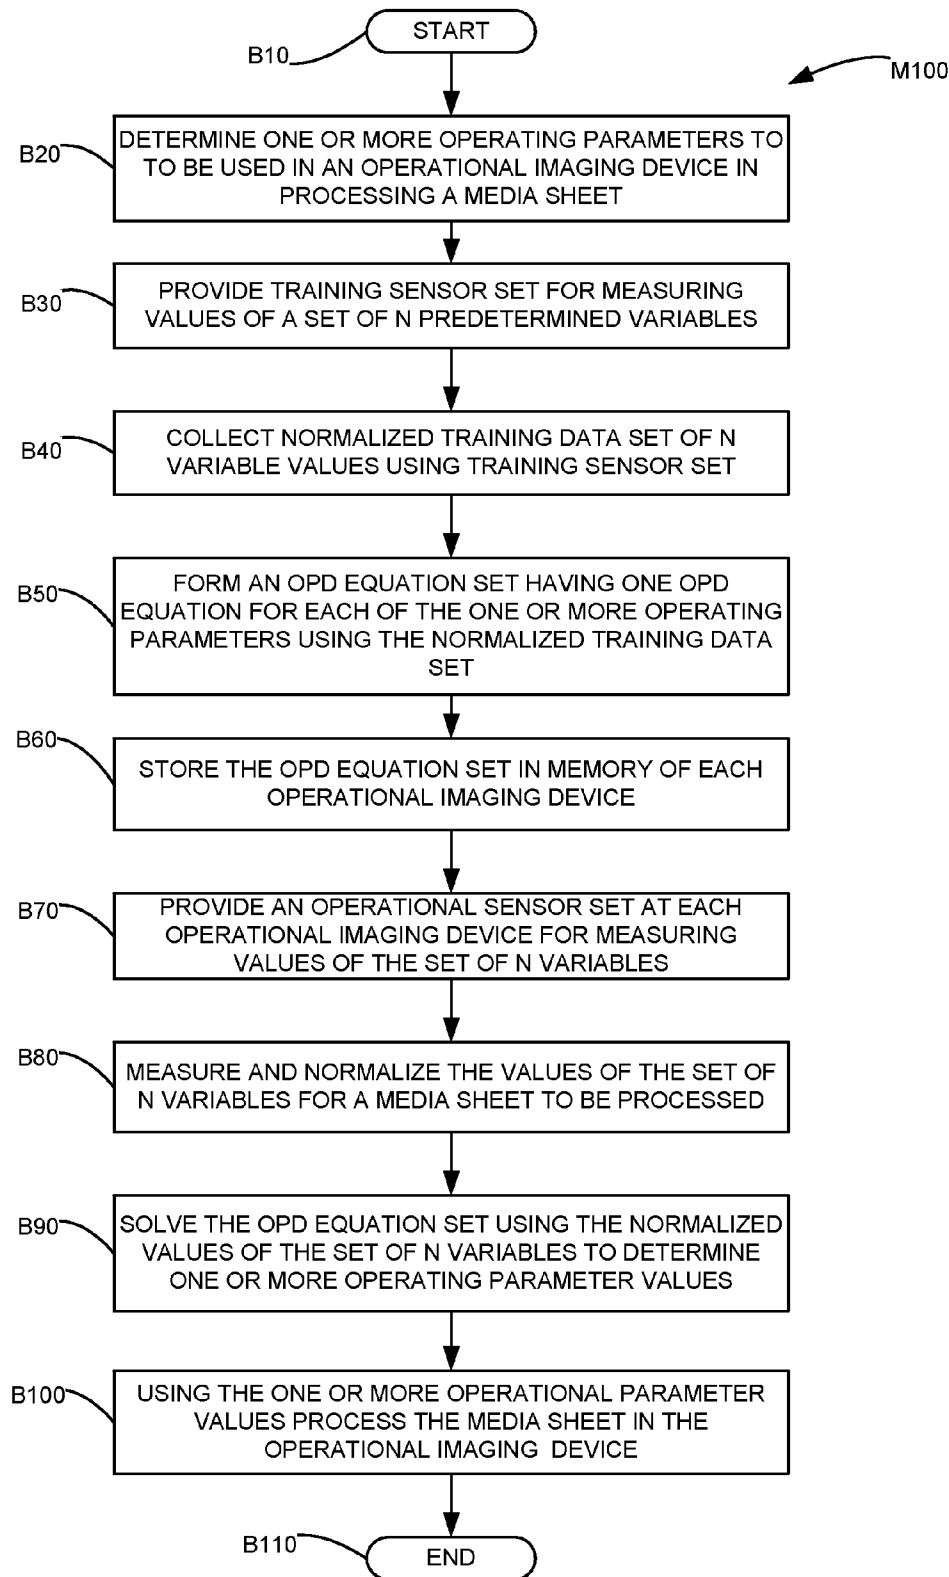 START
B10
M100
DETERMINE ONE OR MORE OPERATING PARAMETERS TO
B20
TO BE USED IN AN OPERATIONAL IMAGING DEVICE IN
PROCESSING A MEDIA SHEET
B30
PROVIDE TRAINING SENSOR SET FOR MEASURING
VALUES OF A SET OF N PREDETERMINED VARIABLES
B40
COLLECT NORMALIZED TRAINING DATA SET OF N
VARIABLE VALUES USING TRAINING SENSOR SET
B50
FORM AN OPD EQUATION SET HAVING ONE OPD
EQUATION FOR EACH OF THE ONE OR MORE OPERATING
PARAMETERS USING THE NORMALIZED TRAINING DATA
SET
B60
STORE THE OPD EQUATION SET IN MEMORY OF EACH
OPERATIONAL IMAGING DEVICE
B70
PROVIDE AN OPERATIONAL SENSOR SET AT EACH
OPERATIONAL IMAGING DEVICE FOR MEASURING
VALUES OF THE SET OF N VARIABLES
B80
MEASURE AND NORMALIZE THE VALUES OF THE SET OF
N VARIABLES FOR A MEDIA SHEET TO BE PROCESSED
B90
SOLVE THE OPD EQUATION SET USING THE NORMALIZED
VALUES OF THE SET OF N VARIABLES TO DETERMINE
ONE OR MORE OPERATING PARAMETER VALUES
B100
USING THE ONE OR MORE OPERATIONAL PARAMETER
VALUES PROCESS THE MEDIA SHEET IN THE
OPERATIONAL IMAGING DEVICE
B110
END